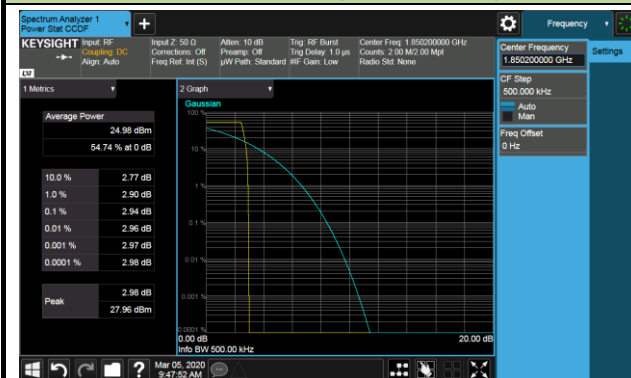 Spectrum Analyzer 1
Power Stat CCDF
Frequency
KEYSIGHT
Input: RF
Coupling: DC
Align: Auto
Input Z: 50 Ω
Corrections: Off
Freq Ref: Int (S)
Atten: 10 dB
Preamp: Off
µW Path: Standard
Trig: RF Burst
Trig Delay: 1.0 µs
#IF Gain: Low
Center Freq: 1.850200000 GHz
Counts: 2.00 M/2.00 Mpt
Radio Std: None
LXI
Center Frequency
1.850200000 GHz
Settings
CF Step
500.000 kHz
Auto
Man
Freq Offset
0 Hz
1 Metrics
Average Power
24.98 dBm
54.74 % at 0 dB
10.0 % 2.77 dB
1.0 % 2.90 dB
0.1 % 2.94 dB
0.01 % 2.96 dB
0.001 % 2.97 dB
0.0001 % 2.98 dB
Peak
2.98 dB
27.96 dBm
2 Graph
Gaussian
100 %
10 %
1 %
0.1 %
0.01 %
0.001 %
0.0001 %
0.00 dB
20.00 dB
Info BW 500.00 kHz
?
Mar 05, 2020
9:47:52 AM